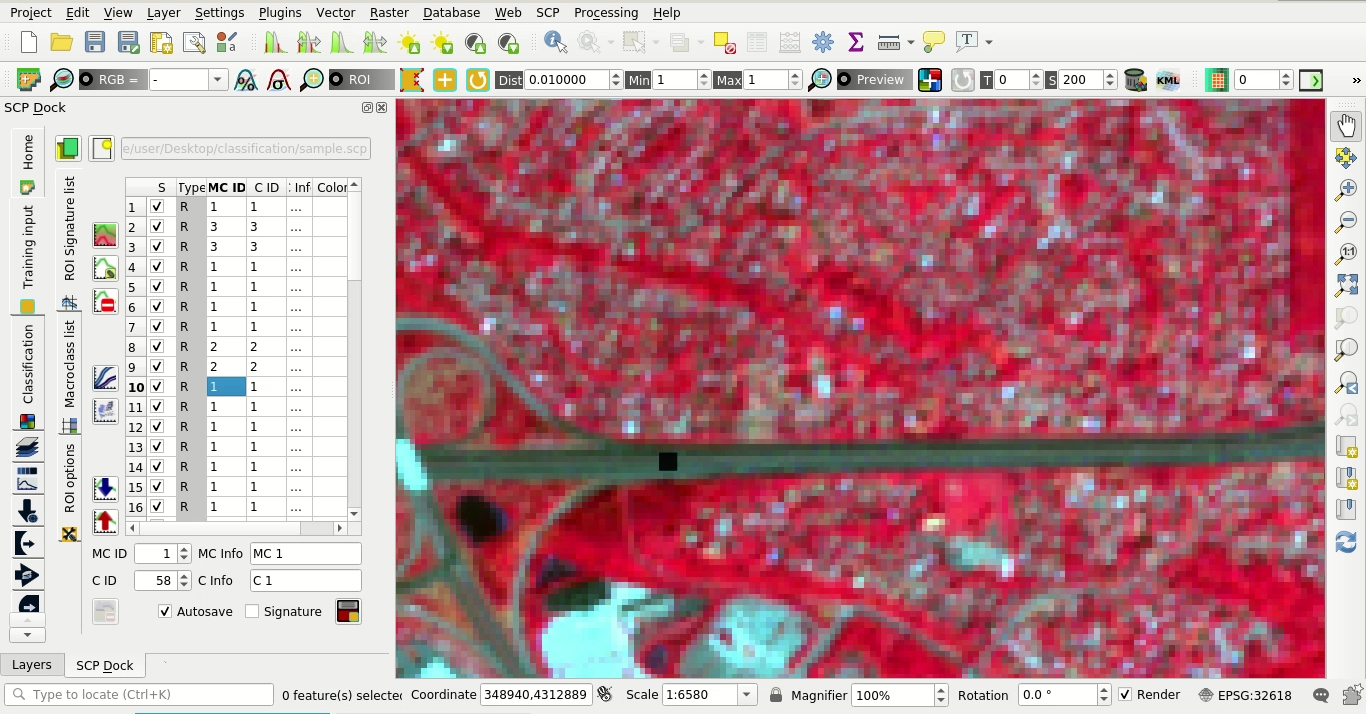 Project Edit View Layer Settings Plugins Vector Raster Database Web SCP Processing Help
RGB = - ROI Dist 0.010000 Min 1 Max 1 Preview T 0 S 200 KML 0 »
SCP Dock
e/user/Desktop/classification/sample.scp
Home
Training input
Classification
ROI Signature list
Macroclass list
ROI options
S Type MC ID C ID Inf Color
1 R 1 1 ...
2 R 3 3 ...
3 R 3 3 ...
4 R 1 1 ...
5 R 1 1 ...
6 R 1 1 ...
7 R 1 1 ...
8 R 2 2 ...
9 R 2 2 ...
10 R 1 1 ...
11 R 1 1 ...
12 R 1 1 ...
13 R 1 1 ...
14 R 1 1 ...
15 R 1 1 ...
16 R 1 1 ...
MC ID 1 MC Info MC 1
C ID 58 C Info C 1
Autosave Signature
1:1
Layers SCP Dock
Type to locate (Ctrl+K) 0 feature(s) selected Coordinate 348940,4312889 Scale 1:6580 Magnifier 100% Rotation 0.0 ° Render EPSG:32618